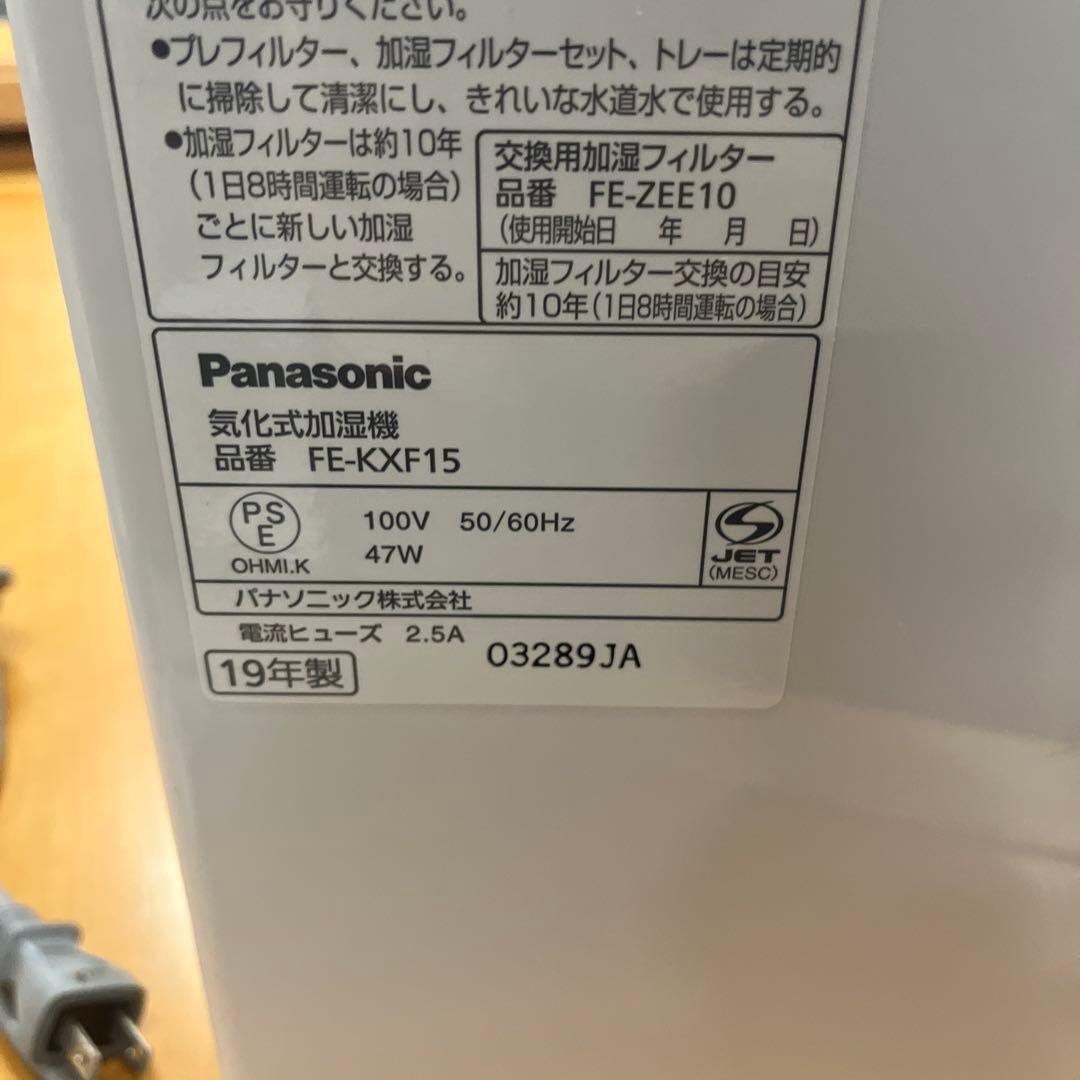 次の点をお守りください。
●プレフィルター、加湿フィルターセット、トレーは定期的
に掃除して清潔にし、きれいな水道水で使用する。
●加湿フィルターは約10年
（1日8時間運転の場合）
ごとに新しい加湿
フィルターと交換する。
交換用加湿フィルター
品番 FE-ZEE10
（使用開始日 年 月 日）
加湿フィルター交換の目安
約10年（1日8時間運転の場合）
Panasonic
気化式加湿機
品番 FE-KXF15
PS
E
OHMI.K
100V 50/60Hz
47W
JET
(MESC)
パナソニック株式会社
電流ヒューズ 2.5A
19年製
03289JA